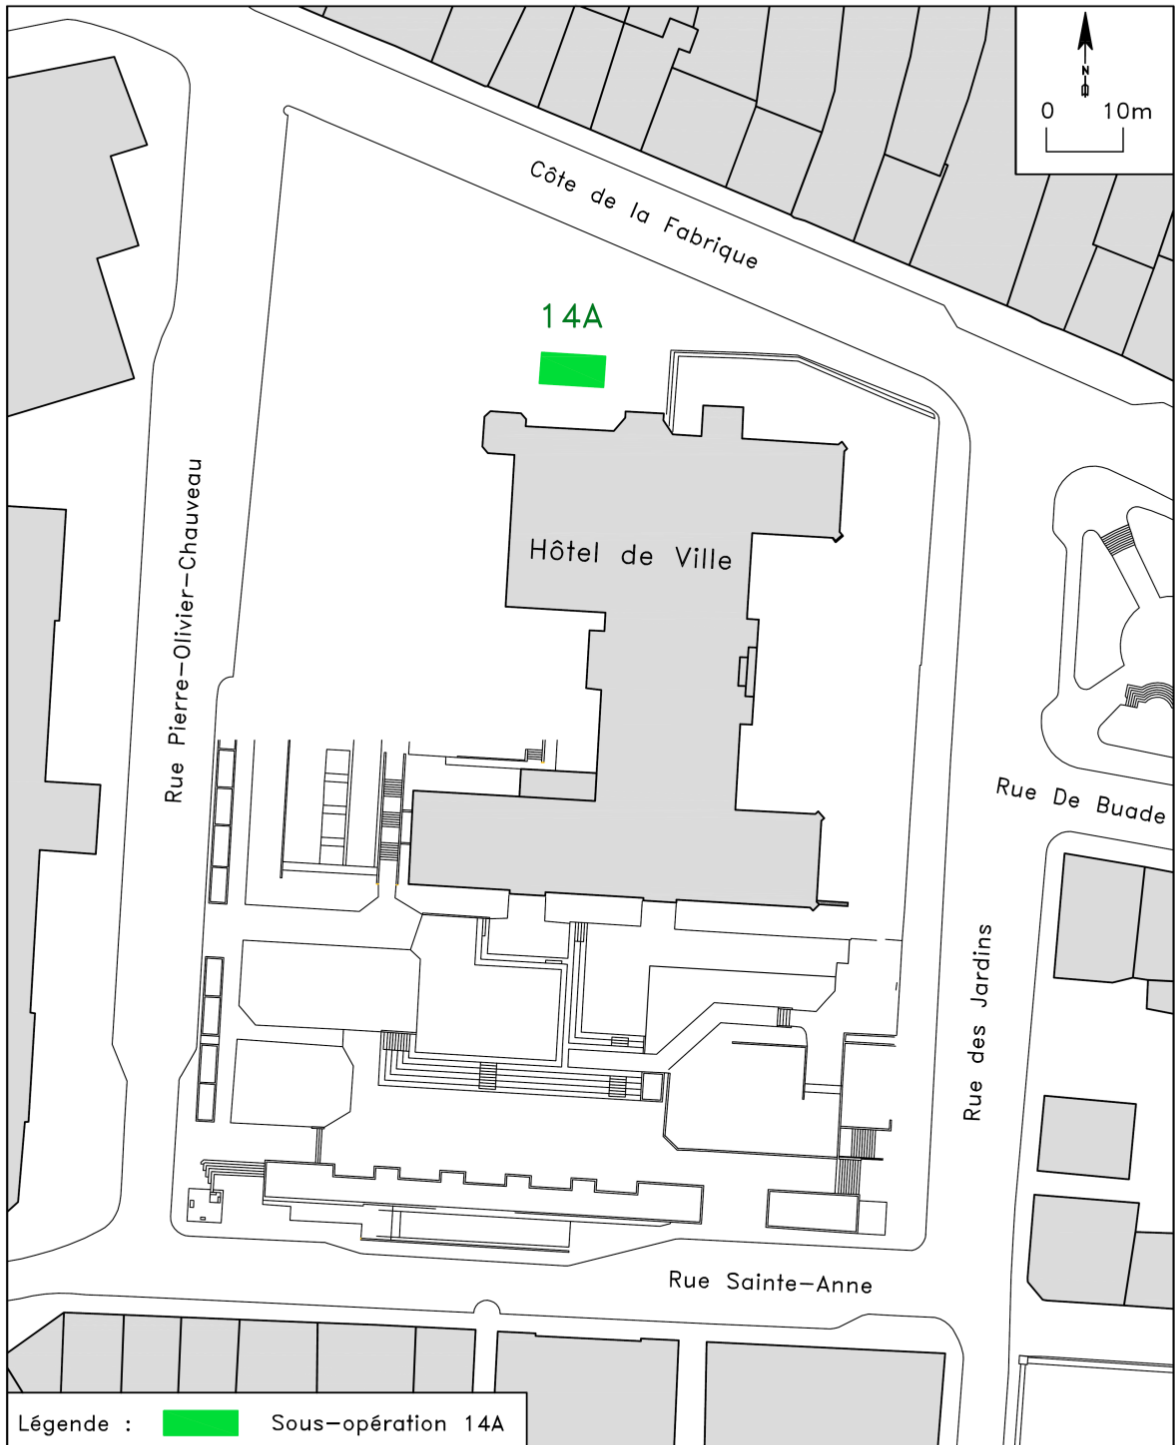 N
0 10m
Côte de la Fabrique
14A
Rue Pierre-Olivier-Chauveau
Hôtel de Ville
Rue De Buade
Rue des Jardins
Rue Sainte-Anne
Légende : Sous-opération 14A